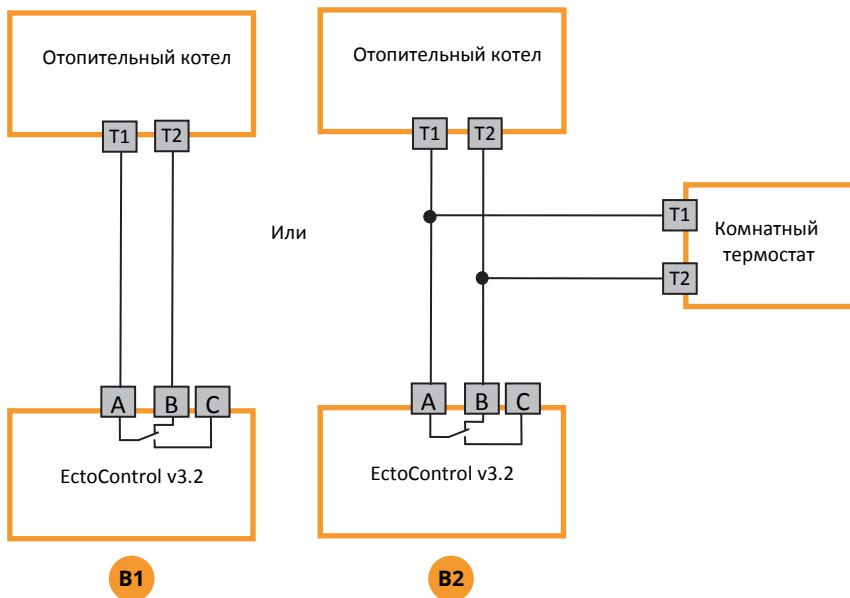 Отопительный котел
T1 T2
A B C
EctoControl v3.2
B1
Или
Отопительный котел
T1 T2
T1
Комнатный
термостат
T2
A B C
EctoControl v3.2
B2